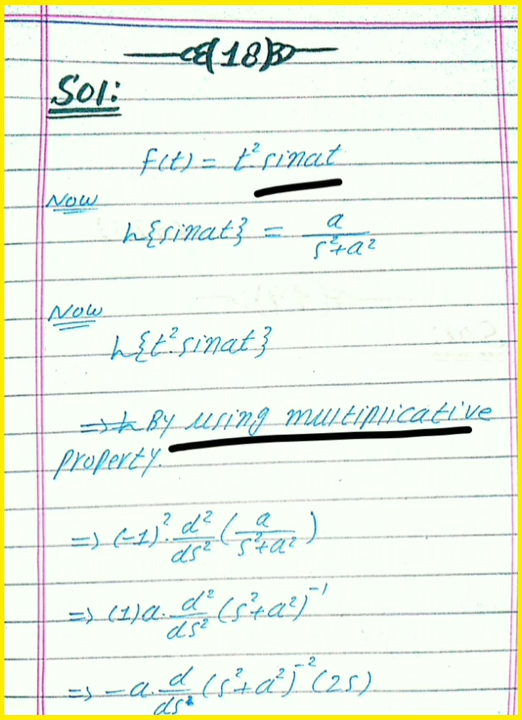 (18)
Sol:
f(t) = t² sinat
Now
L{sinat} = a/(s²+a²)
Now
L{t² sinat}
=> By using multiplicative
property.
=> (-1)². d²/ds² (a/(s²+a²))
=> (1)a. d²/ds² (s²+a²)⁻¹
=> -a. d/ds (s²+a²)⁻² (2s)